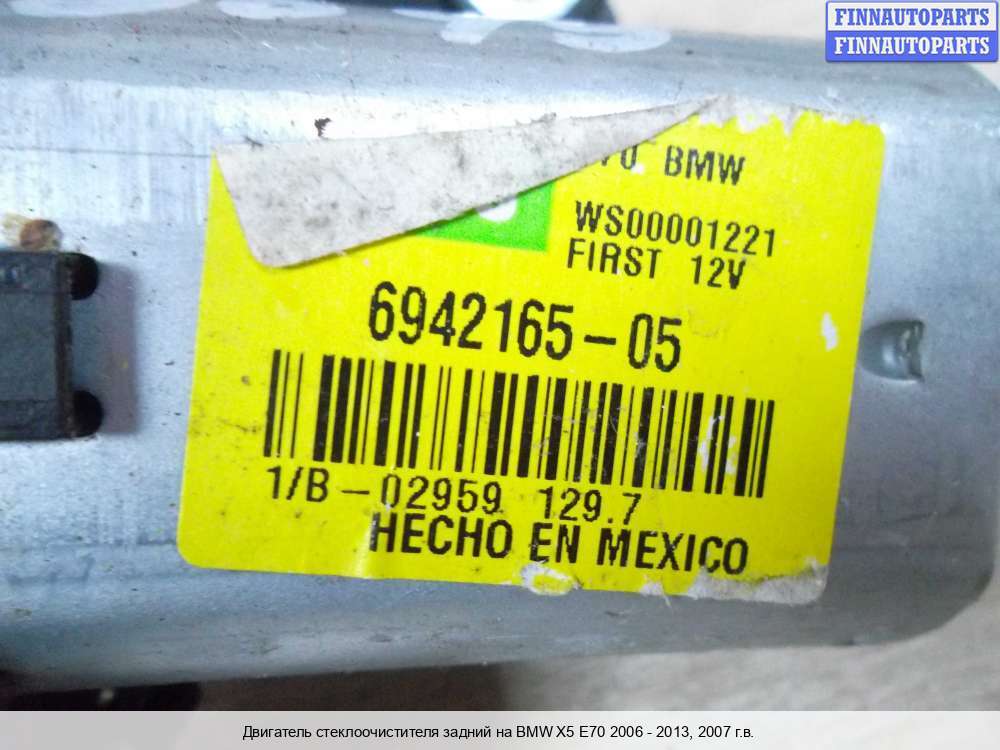 FINNAUTOPARTS
FINNAUTOPARTS
BMW
WS00001221
FIRST 12V
6942165-05
1/B-02959 129.7
HECHO EN MEXICO
Двигатель стеклоочистителя задний на BMW X5 E70 2006 - 2013, 2007 г.в.